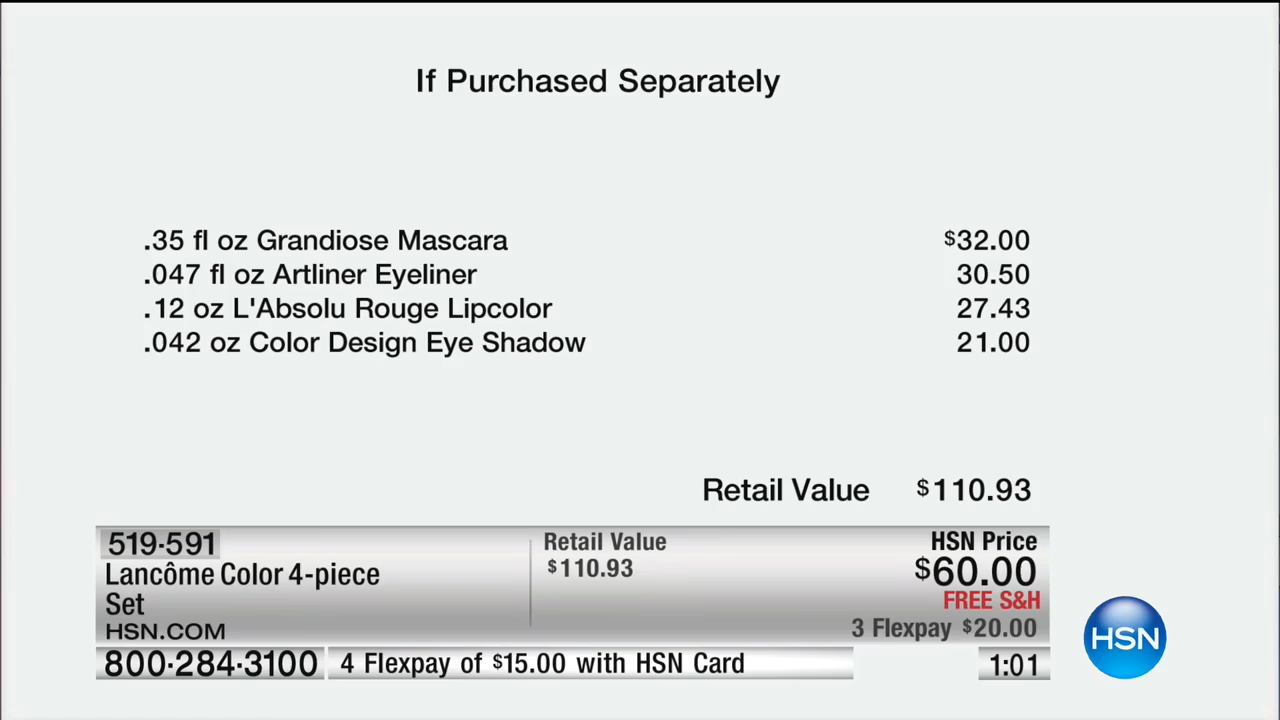 If Purchased Separately
.35 fl oz Grandiose Mascara $32.00
.047 fl oz Artliner Eyeliner 30.50
.12 oz L'Absolu Rouge Lipcolor 27.43
.042 oz Color Design Eye Shadow 21.00
Retail Value $110.93
519-591
Lancôme Color 4-piece
Set
HSN.COM
Retail Value
$110.93
HSN Price
$60.00
FREE S&H
3 Flexpay $20.00
800·284·3100
4 Flexpay of $15.00 with HSN Card
1:01
HSN